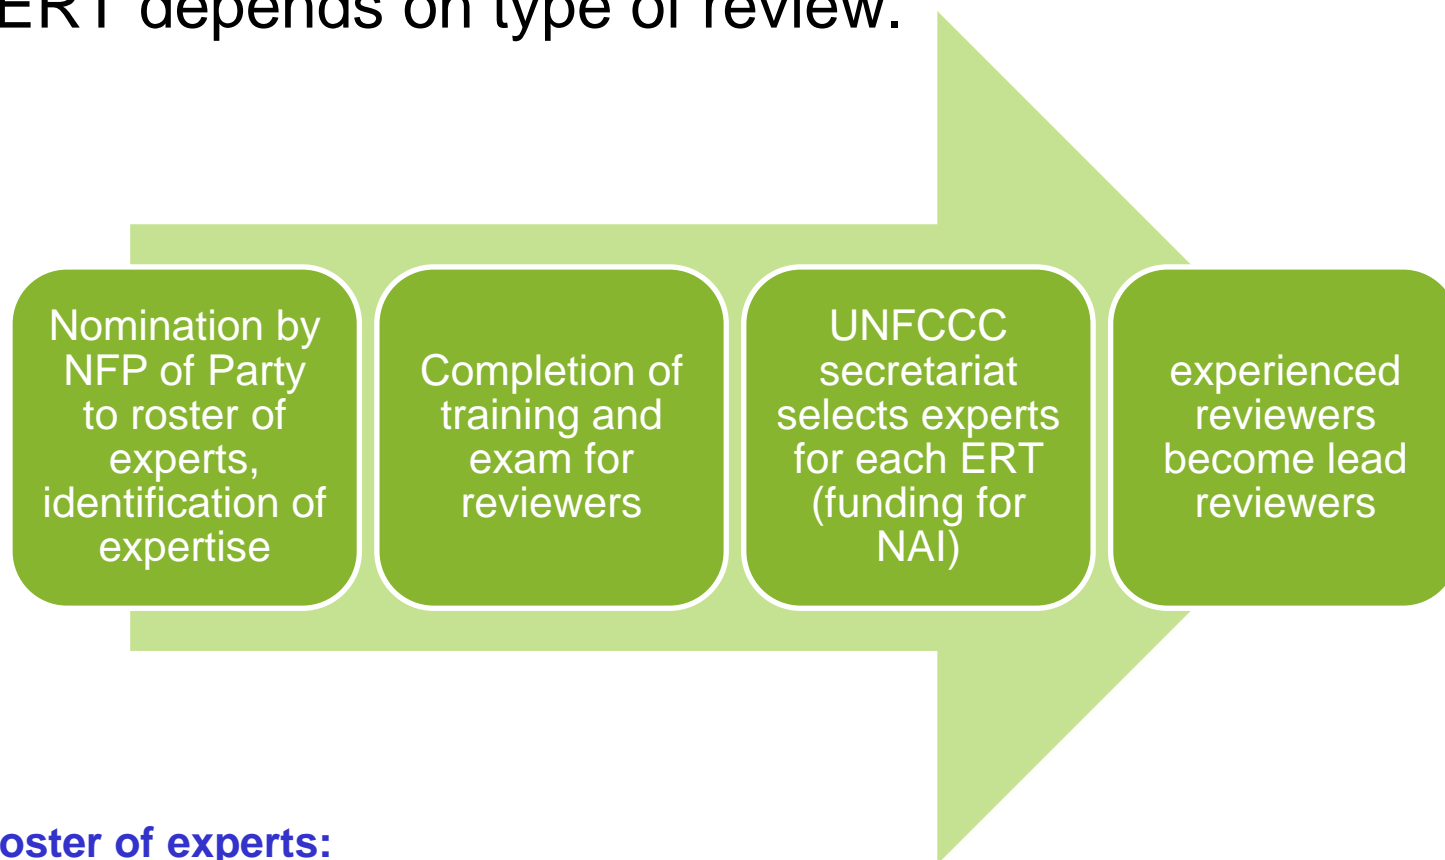 ERT depends on type of review.
Nomination by
NFP of Party
to roster of
experts,
identification of
expertise
Completion of
training and
exam for
reviewers
UNFCCC
secretariat
selects experts
for each ERT
(funding for
NAI)
experienced
reviewers
become lead
reviewers
oster of experts: